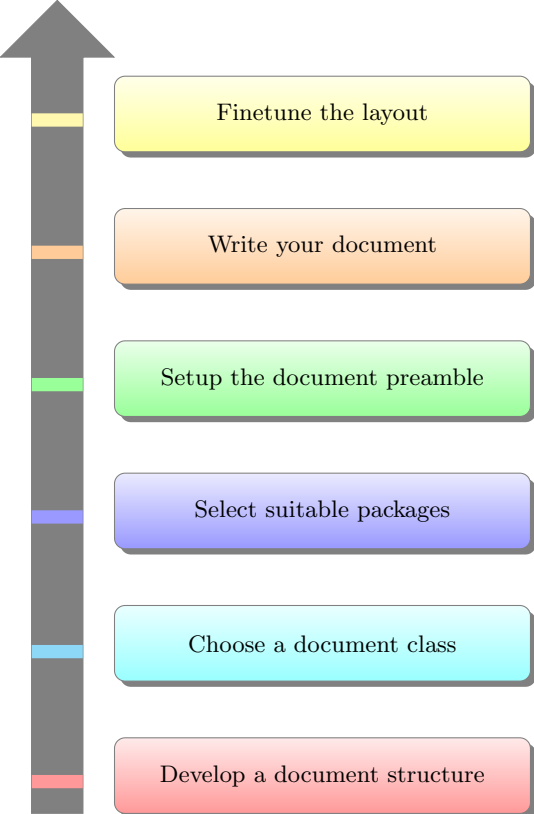 Finetune the layout
Write your document
Setup the document preamble
Select suitable packages
Choose a document class
Develop a document structure